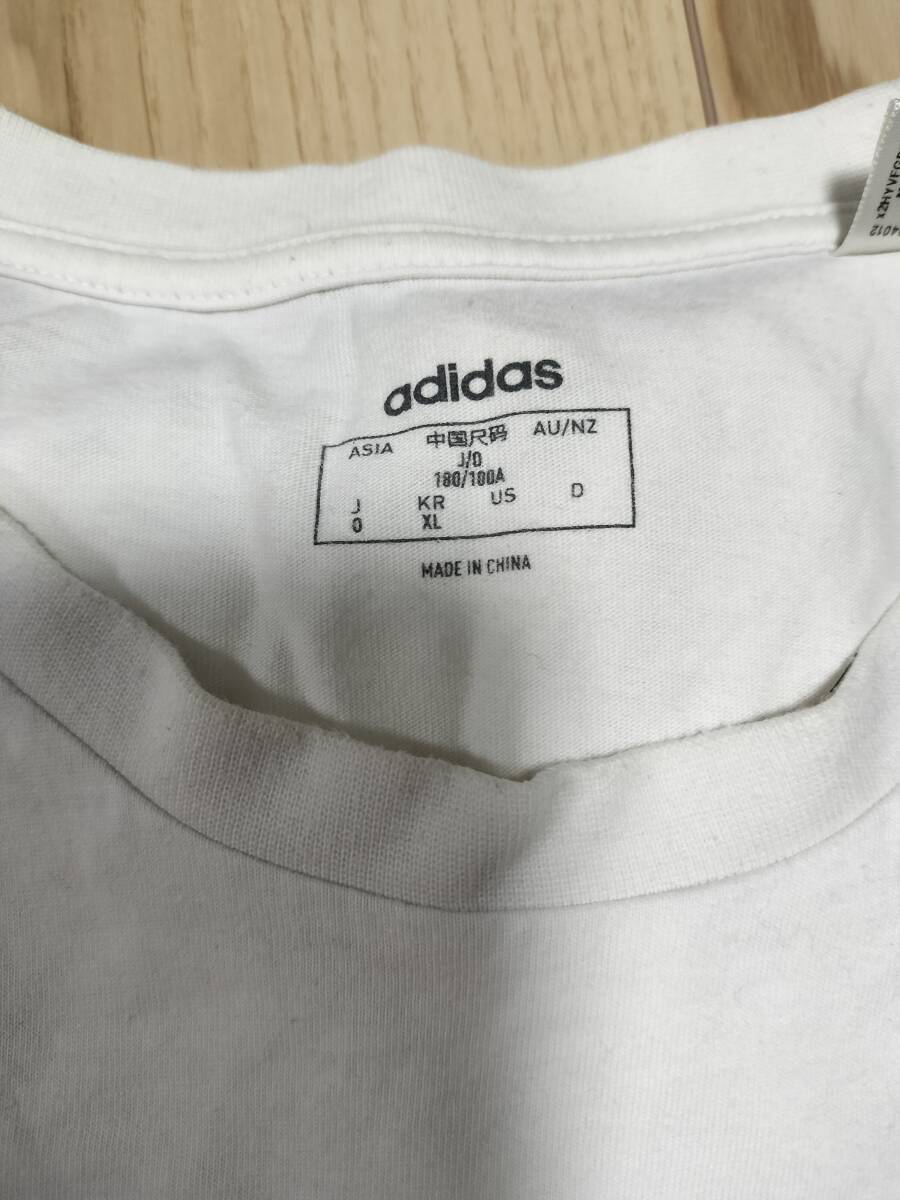 adidas
ASIA 中国尺码 AU/NZ
J/O
180/100A
J KR US D
O XL
MADE IN CHINA